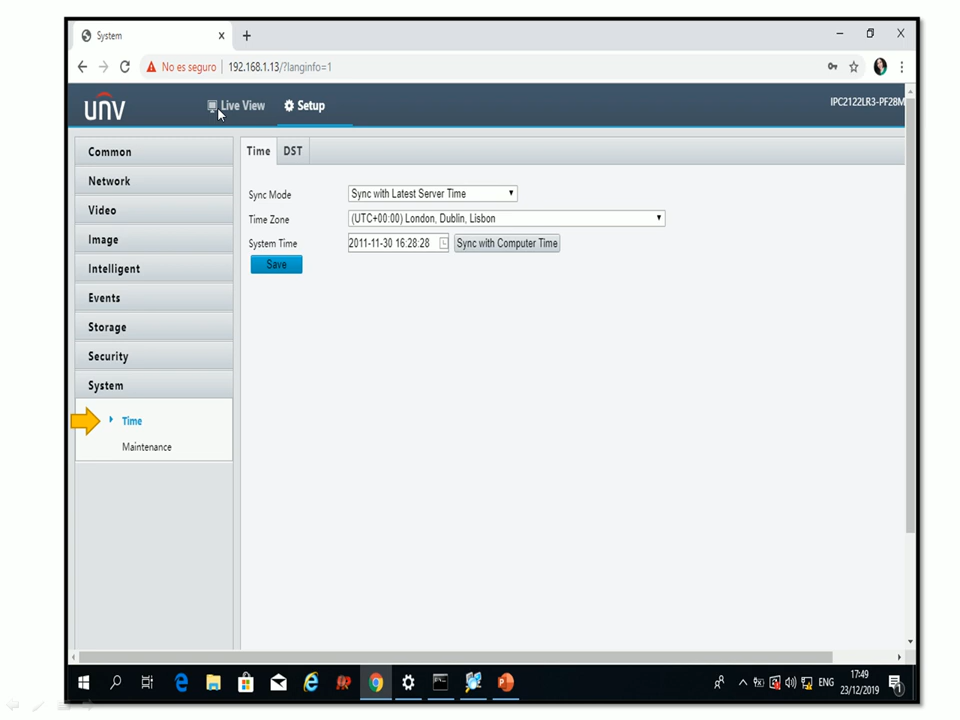 System
No es seguro
192.168.1.13/?langinfo=1
unv
Live View
Setup
IPC2122LR3-PF28M
Common
Network
Video
Image
Intelligent
Events
Storage
Security
System
Time
Maintenance
Time
DST
Sync Mode
Sync with Latest Server Time
Time Zone
(UTC+00:00) London, Dublin, Lisbon
System Time
2011-11-30 16:28:28
Sync with Computer Time
Save
ENG
17:49
23/12/2019
1